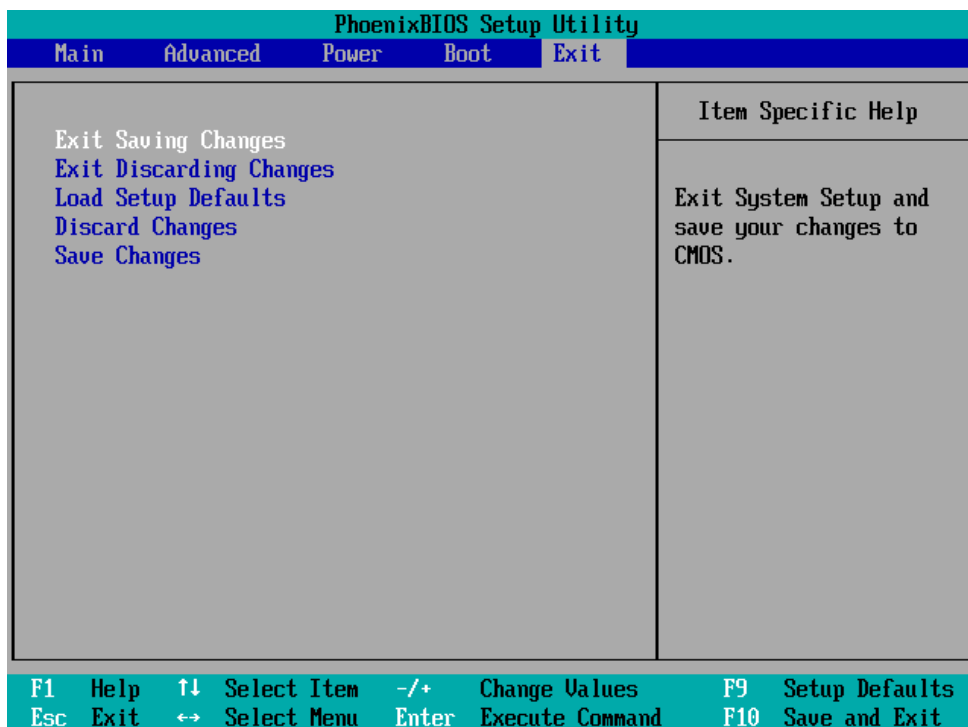 PhoenixBIOS Setup Utility
Main Advanced Power Boot Exit
Exit Saving Changes
Exit Discarding Changes
Load Setup Defaults
Discard Changes
Save Changes
Item Specific Help
Exit System Setup and
save your changes to
CMOS.
F1 Help ↑↓ Select Item -/+ Change Values F9 Setup Defaults
Esc Exit ↔ Select Menu Enter Execute Command F10 Save and Exit